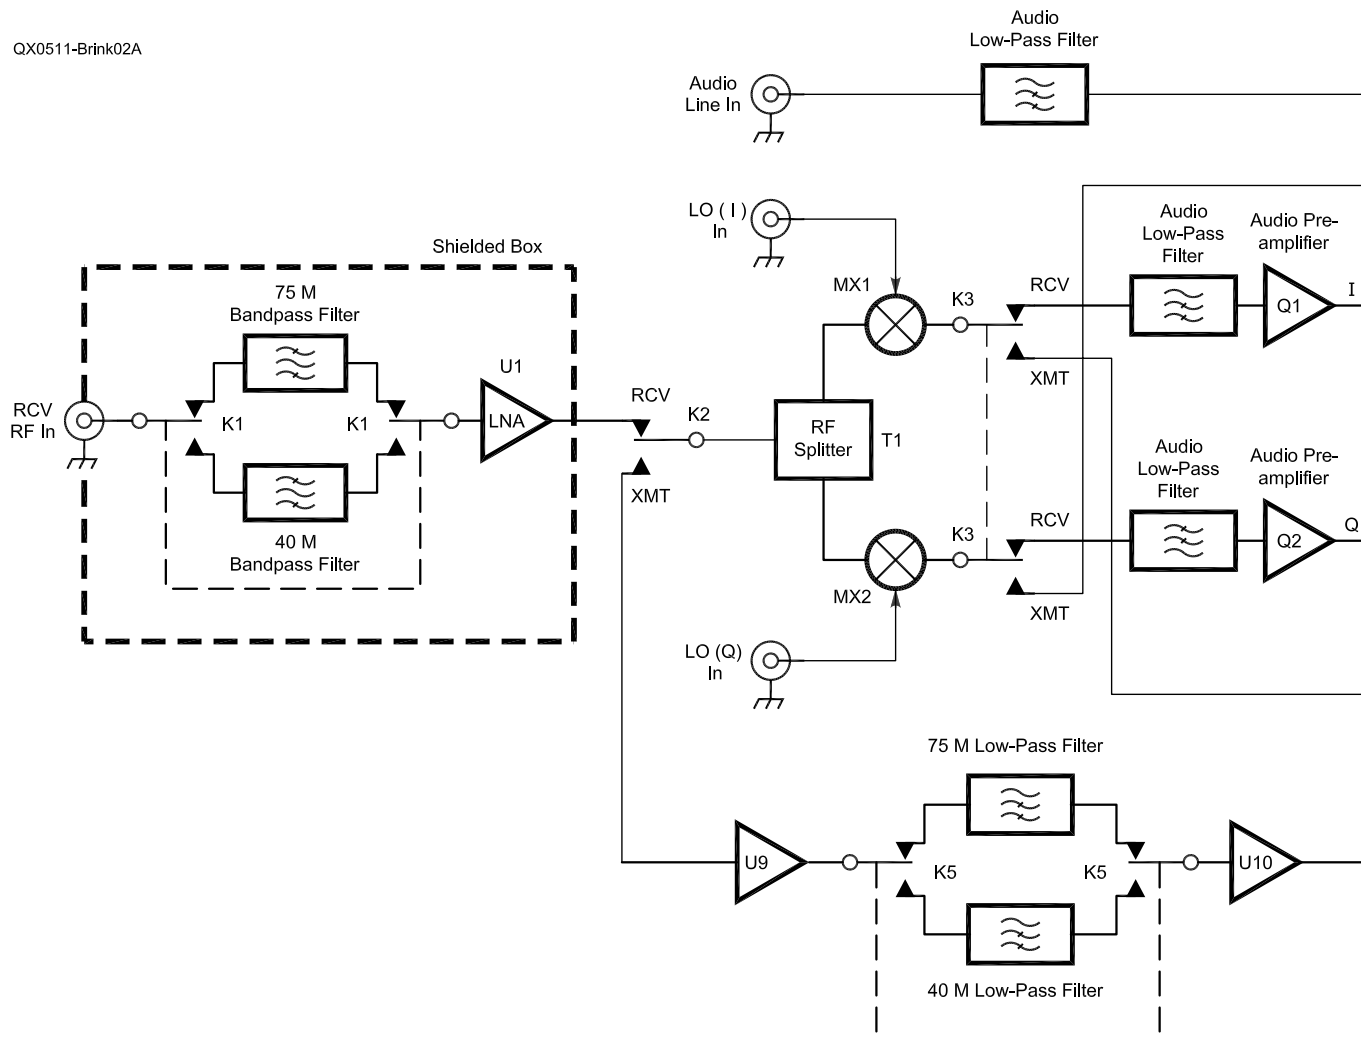 QX0511-Brink02A
Audio
Low-Pass Filter
Audio
Line In
LO ( I )
In
Shielded Box
75 M
Bandpass Filter
RCV
RF In
K1
K1
U1
LNA
40 M
Bandpass Filter
RCV
K2
XMT
RF
Splitter
T1
MX1
K3
RCV
XMT
Audio
Low-Pass
Filter
Audio Pre-
amplifier
Q1
I
MX2
K3
RCV
XMT
Audio
Low-Pass
Filter
Audio Pre-
amplifier
Q2
Q
LO (Q)
In
75 M Low-Pass Filter
U9
K5
K5
U10
40 M Low-Pass Filter